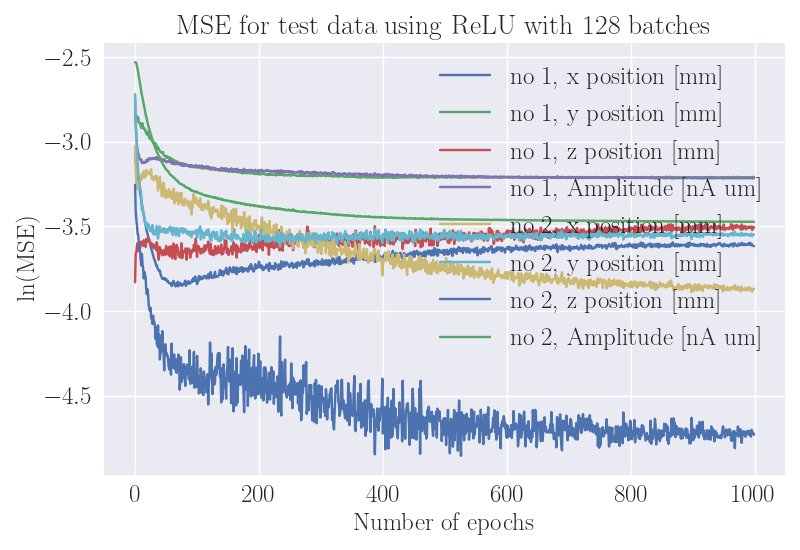 MSE for test data using ReLU with 128 batches
−2.5
−3.0
−3.5
−4.0
−4.5
ln(MSE)
no 1, x position [mm]
no 1, y position [mm]
no 1, z position [mm]
no 1, Amplitude [nA um]
no 2, x position [mm]
no 2, y position [mm]
no 2, z position [mm]
no 2, Amplitude [nA um]
0 200 400 600 800 1000
Number of epochs